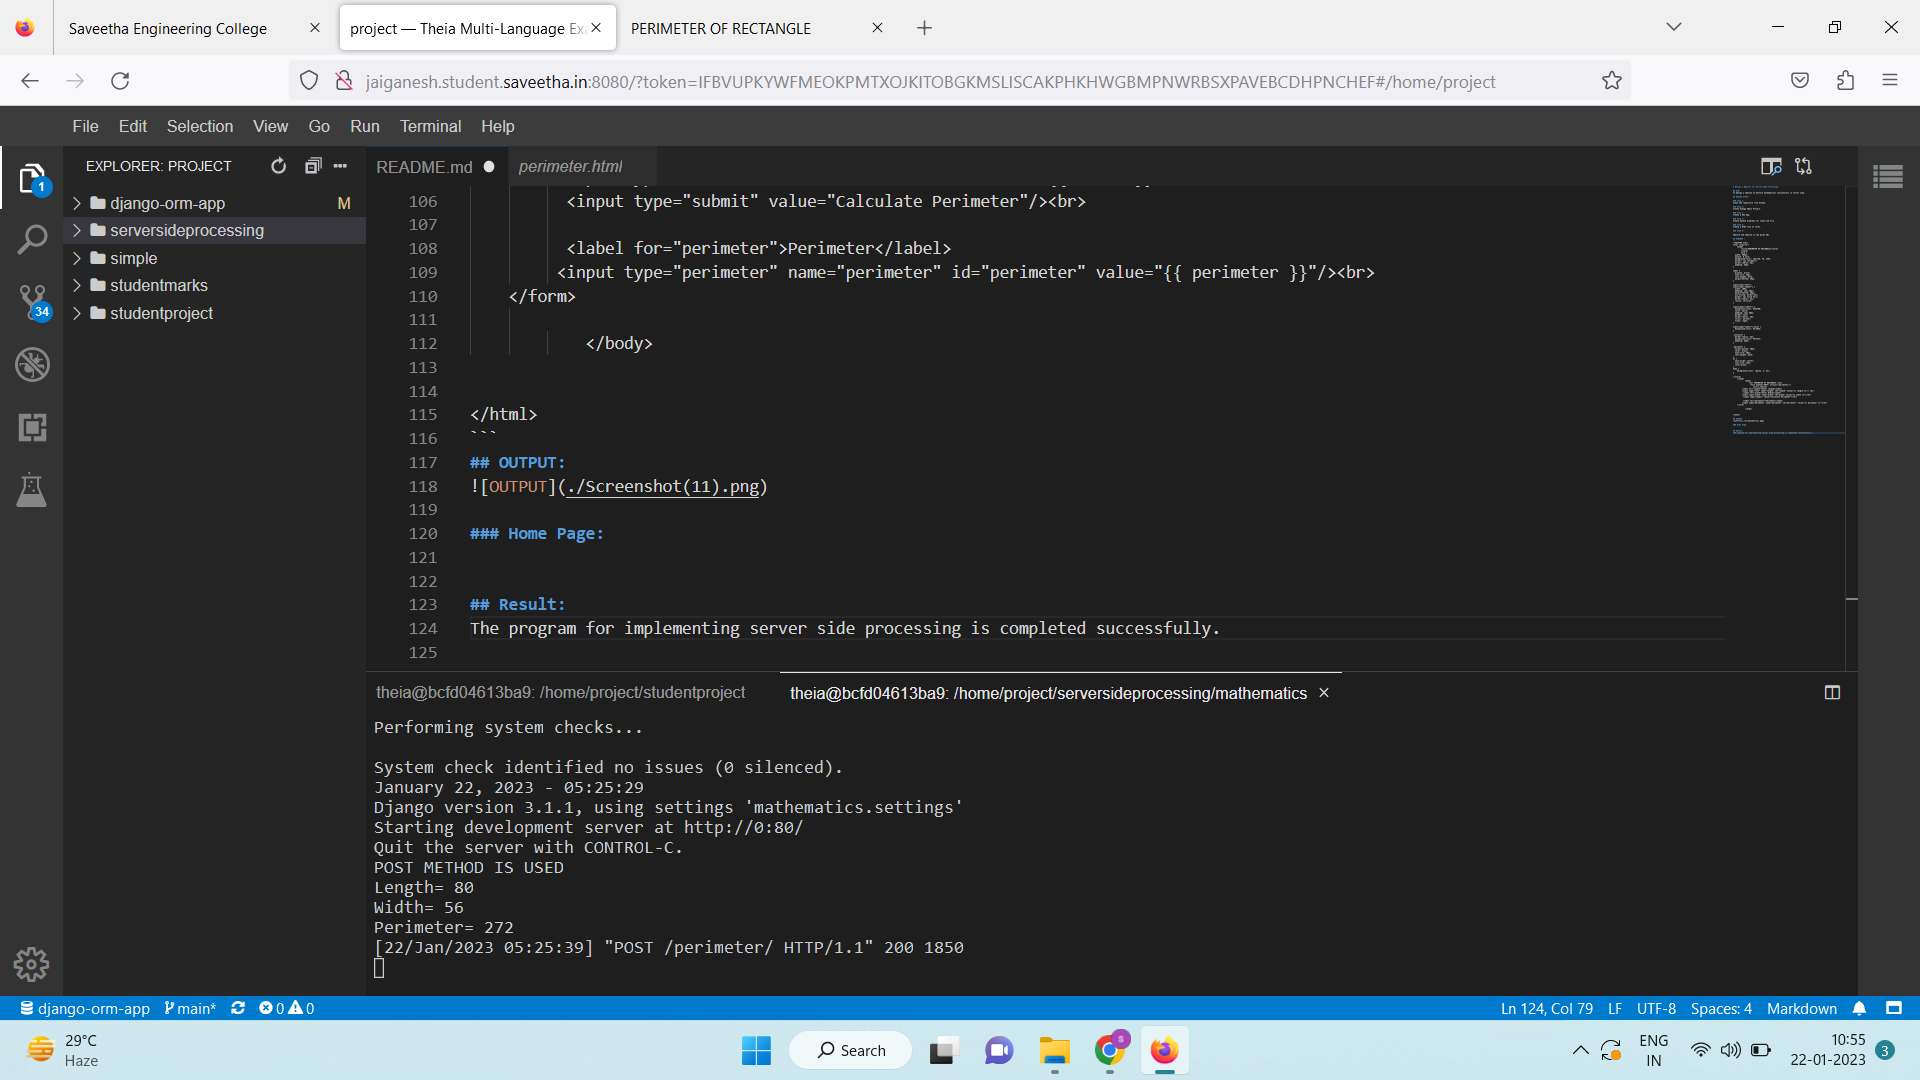 Saveetha Engineering College
project — Theia Multi-Language Exa
PERIMETER OF RECTANGLE
jaiganesh.student.saveetha.in:8080/?token=IFBVUPKYWFMEOKPMTXOJKITOBGKMSLISCAKPHKHWGBMPNWRBSXPAVEBCDHPNCHEF#/home/project
File Edit Selection View Go Run Terminal Help
EXPLORER: PROJECT
README.md
perimeter.html
1
django-orm-app M
serversideprocessing
simple
studentmarks
studentproject
34
106 <input type="submit" value="Calculate Perimeter"/><br>
107
108 <label for="perimeter">Perimeter</label>
109 <input type="perimeter" name="perimeter" id="perimeter" value="{{ perimeter }}"/><br>
110 </form>
111
112 </body>
113
114
115 </html>
116 ```
117 ## OUTPUT:
118 ![OUTPUT](./Screenshot(11).png)
119
120 ### Home Page:
121
122
123 ## Result:
124 The program for implementing server side processing is completed successfully.
125
theia@bcfd04613ba9: /home/project/studentproject
theia@bcfd04613ba9: /home/project/serversideprocessing/mathematics
Performing system checks...
System check identified no issues (0 silenced).
January 22, 2023 - 05:25:29
Django version 3.1.1, using settings 'mathematics.settings'
Starting development server at http://0:80/
Quit the server with CONTROL-C.
POST METHOD IS USED
Length= 80
Width= 56
Perimeter= 272
[22/Jan/2023 05:25:39] "POST /perimeter/ HTTP/1.1" 200 1850
django-orm-app main* 0 0
Ln 124, Col 79 LF UTF-8 Spaces: 4 Markdown
29°C
Haze
Search
S
ENG
IN
10:55
22-01-2023
3